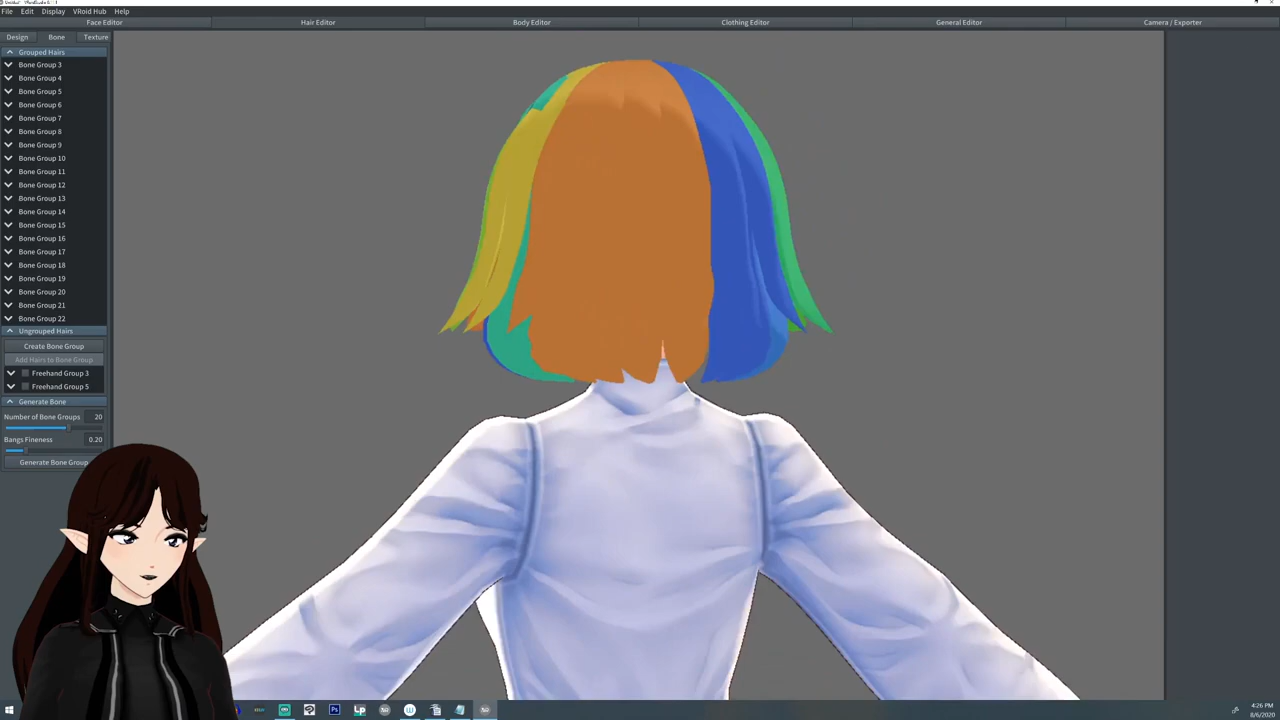 File Edit Display VRoid Hub Help
Face Editor Hair Editor Body Editor Clothing Editor General Editor Camera / Exporter
Design Bone Texture
Grouped Hairs
Bone Group 3
Bone Group 4
Bone Group 5
Bone Group 6
Bone Group 7
Bone Group 8
Bone Group 9
Bone Group 10
Bone Group 11
Bone Group 12
Bone Group 13
Bone Group 14
Bone Group 15
Bone Group 16
Bone Group 17
Bone Group 18
Bone Group 19
Bone Group 20
Bone Group 21
Bone Group 22
Ungrouped Hairs
Create Bone Group
Add Hairs to Bone Group
Freehand Group 3
Freehand Group 5
Generate Bone
Number of Bone Groups 20
Bangs Fineness 0.20
Generate Bone Group
Ps
Lp
4:26 PM
8/6/2020